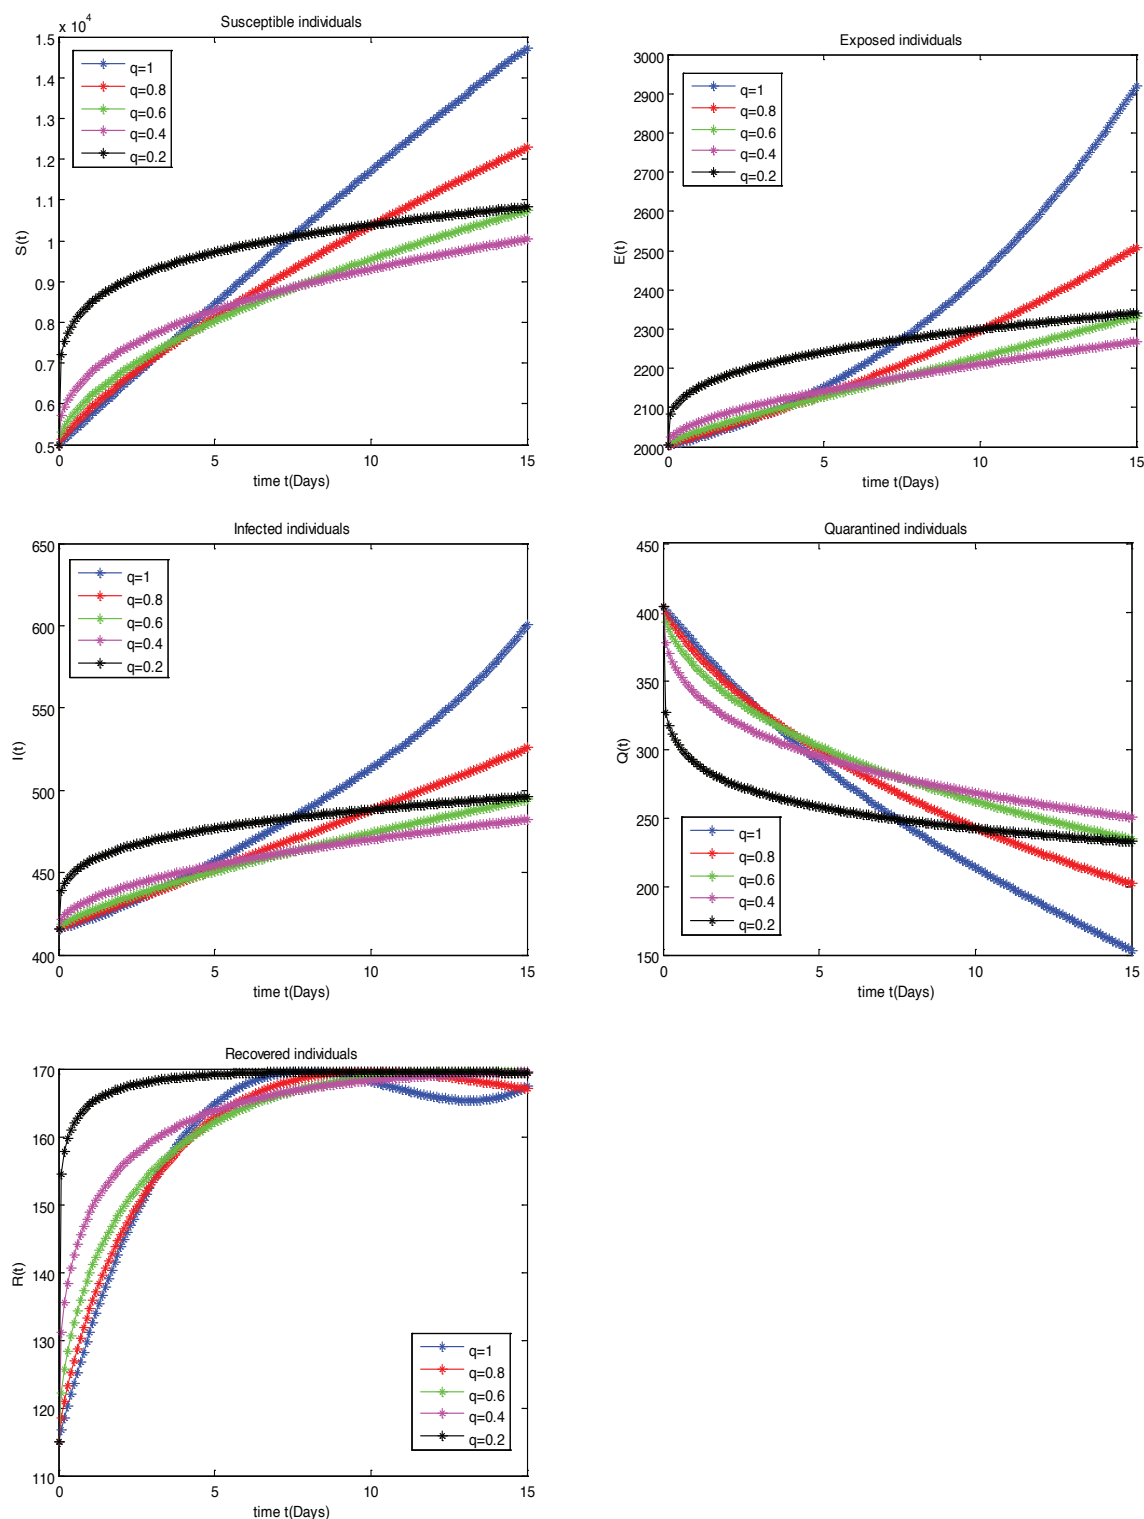 Susceptible individuals
x 10⁴
1.5
1.4
1.3
1.2
1.1
1
0.9
0.8
0.7
0.6
0.5
S(t)
q=1
q=0.8
q=0.6
q=0.4
q=0.2
0 5 10 15
time t(Days)
Exposed individuals
3000
2900
2800
2700
2600
2500
2400
2300
2200
2100
2000
E(t)
q=1
q=0.8
q=0.6
q=0.4
q=0.2
0 5 10 15
time t(Days)
Infected individuals
650
600
550
500
450
400
I(t)
q=1
q=0.8
q=0.6
q=0.4
q=0.2
0 5 10 15
time t(Days)
Quarantined individuals
450
400
350
300
250
200
150
Q(t)
q=1
q=0.8
q=0.6
q=0.4
q=0.2
0 5 10 15
time t(Days)
Recovered individuals
170
160
150
140
130
120
110
R(t)
q=1
q=0.8
q=0.6
q=0.4
q=0.2
0 5 10 15
time t(Days)